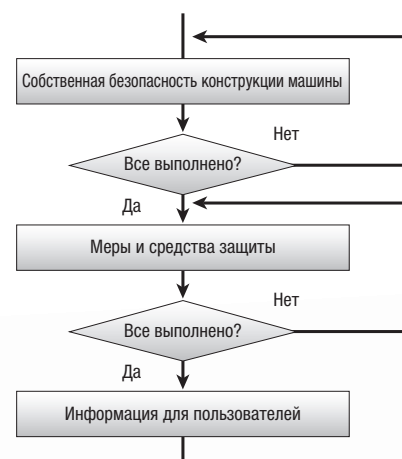 Собственная безопасность конструкции машины
Нет
Все выполнено?
Да
Меры и средства защиты
Нет
Все выполнено?
Да
Информация для пользователей